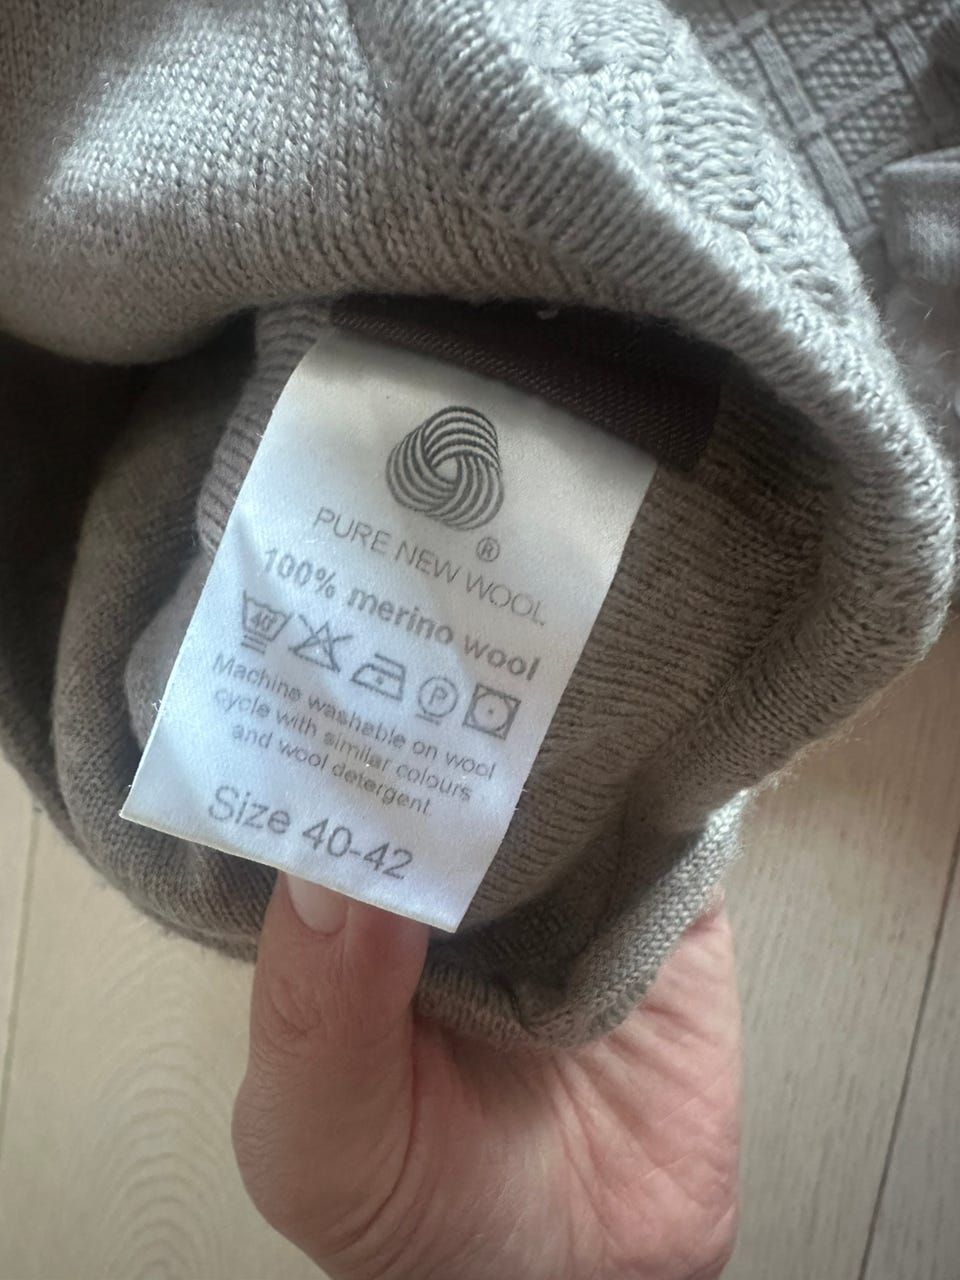 ®
PURE NEW WOOL
100% merino wool
40° P
Machine washable on wool
cycle with similar colours
and wool detergent.
Size 40-42